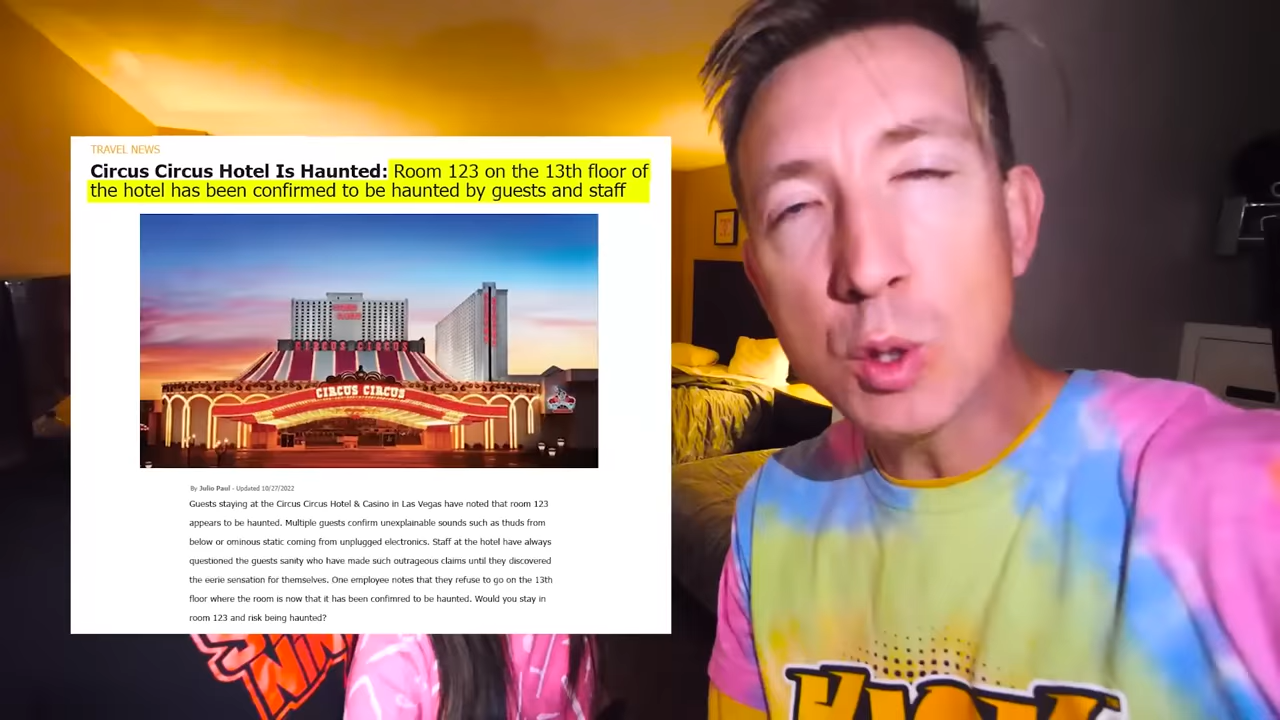 TRAVEL NEWS
Circus Circus Hotel Is Haunted: Room 123 on the 13th floor of
the hotel has been confirmed to be haunted by guests and staff
CIRCUS CIRCUS
CIRCUS CIRCUS
By Julio Paul - Updated 10/27/2022
Guests staying at the Circus Circus Hotel & Casino in Las Vegas have noted that room 123
appears to be haunted. Multiple guests confirm unexplainable sounds such as thuds from
below or ominous static coming from unplugged electronics. Staff at the hotel have always
questioned the guests sanity who have made such outrageous claims until they discovered
the eerie sensation for themselves. One employee notes that they refuse to go on the 13th
floor where the room is now that it has been confimred to be haunted. Would you stay in
room 123 and risk being haunted?